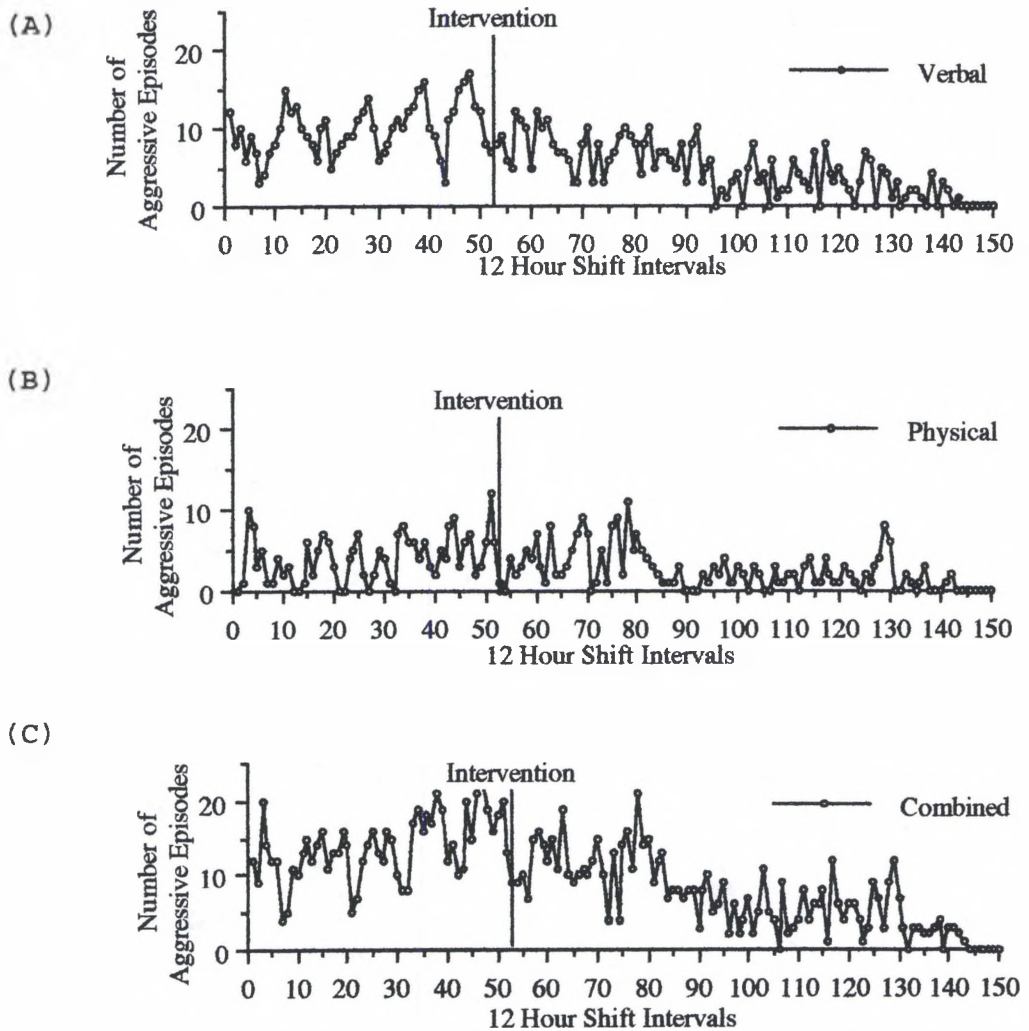 (A)
Intervention
Number of
Aggressive Episodes
20
10
0
Verbal
0 10 20 30 40 50 60 70 80 90 100 110 120 130 140 150
12 Hour Shift Intervals
(B)
Intervention
Number of
Aggressive Episodes
20
10
0
Physical
0 10 20 30 40 50 60 70 80 90 100 110 120 130 140 150
12 Hour Shift Intervals
(C)
Intervention
Number of
Aggressive Episodes
20
10
0
Combined
0 10 20 30 40 50 60 70 80 90 100 110 120 130 140 150
12 Hour Shift Intervals